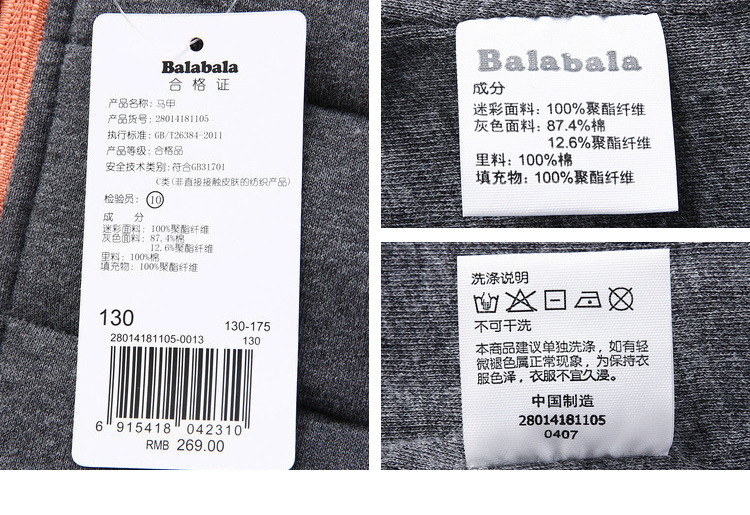 Balabala
合格证
产品名称: 马甲
产品货号: 28014181105
执行标准: GB/T26384-2011
产品等级: 合格品
安全技术类别: 符合GB31701
C类(非直接接触皮肤的纺织产品)
检验员: 10
成 分
迷彩面料: 100%聚酯纤维
灰色面料: 87.4%棉
12.6%聚酯纤维
里料: 100%棉
填充物: 100%聚酯纤维
130
130-175
28014181105-0013
130
6 915418 042310
RMB 269.00
Balabala
成分
迷彩面料: 100%聚酯纤维
灰色面料: 87.4%棉
12.6%聚酯纤维
里料: 100%棉
填充物: 100%聚酯纤维
洗涤说明
不可干洗
本商品建议单独洗涤，如有轻
微褪色属正常现象，为保持衣
服色泽，衣服不宜久浸。
中国制造
28014181105
0407